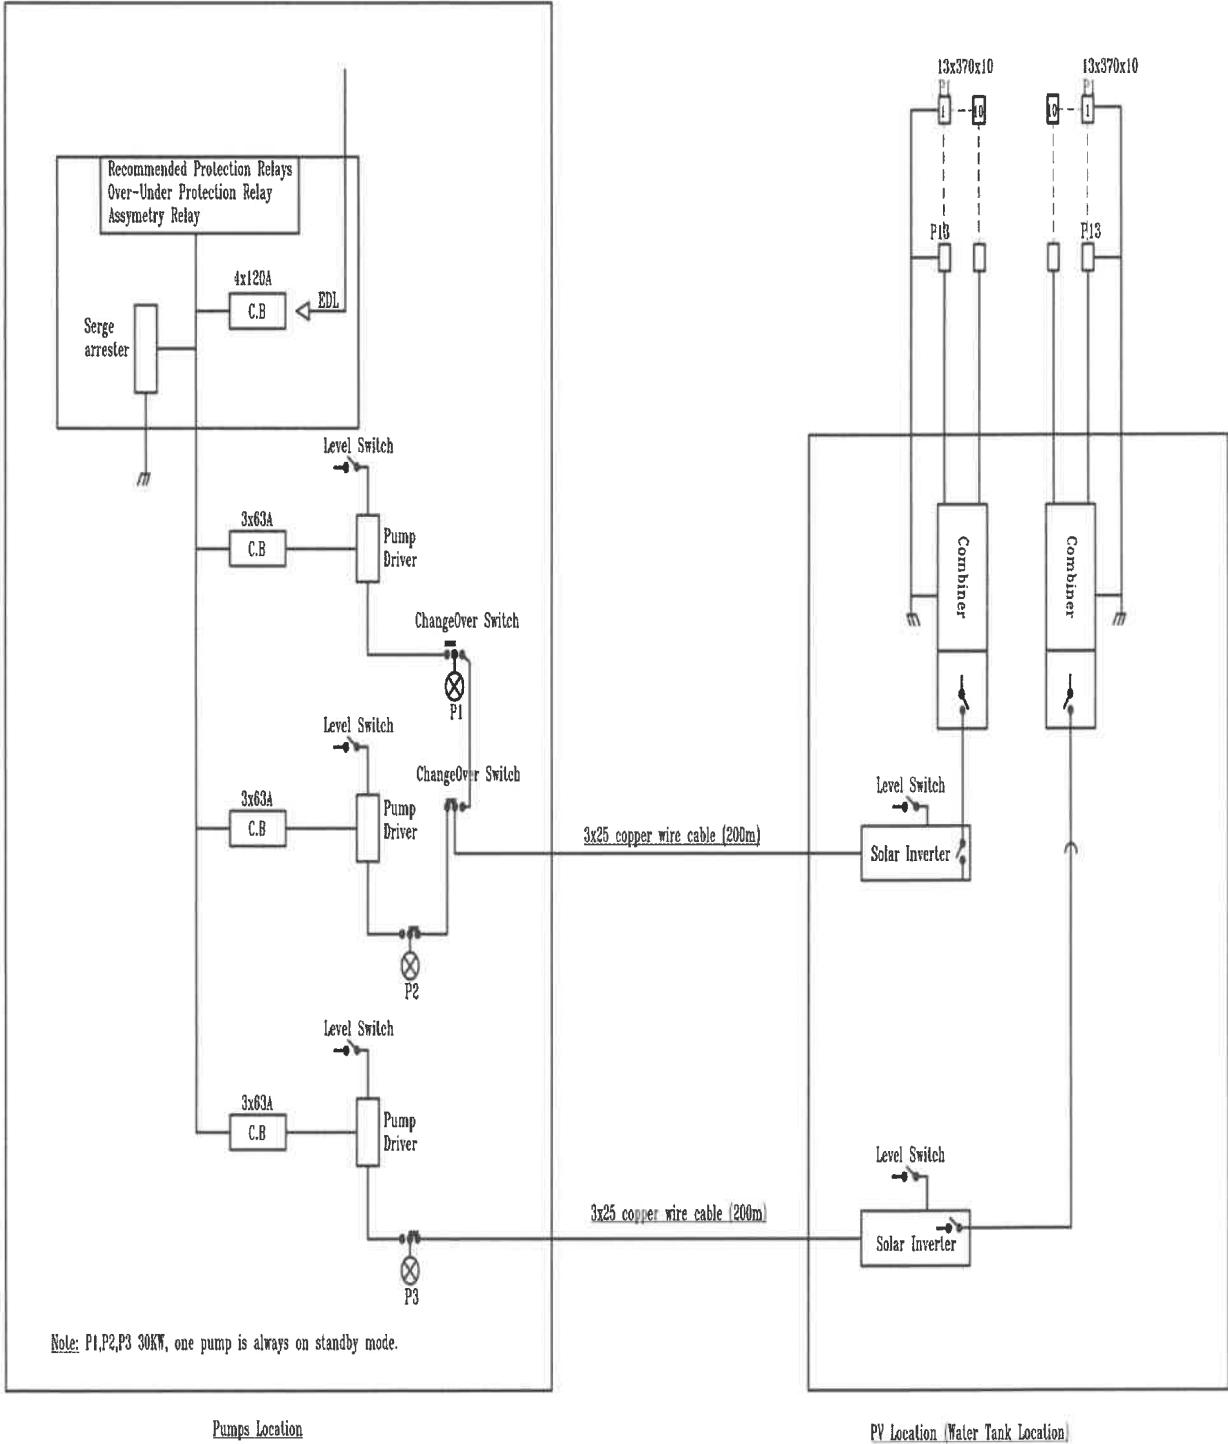 13x370x10
13x370x10
P1
P1
1
10
10
1
Recommended Protection Relays
Over-Under Protection Relay
Assymetry Relay
P13
P13
4x120A
C.B
EDL
Serge
arrester
Level Switch
3x63A
C.B
Pump
Driver
Combiner
Combiner
ChangeOver Switch
P1
Level Switch
ChangeOver Switch
3x63A
C.B
Pump
Driver
Level Switch
3x25 copper wire cable (200m)
Solar Inverter
P2
Level Switch
3x63A
C.B
Pump
Driver
Level Switch
3x25 copper wire cable (200m)
Solar Inverter
P3
Note: P1,P2,P3 30KW, one pump is always on standby mode.
Pumps Location
PV Location (Water Tank Location)